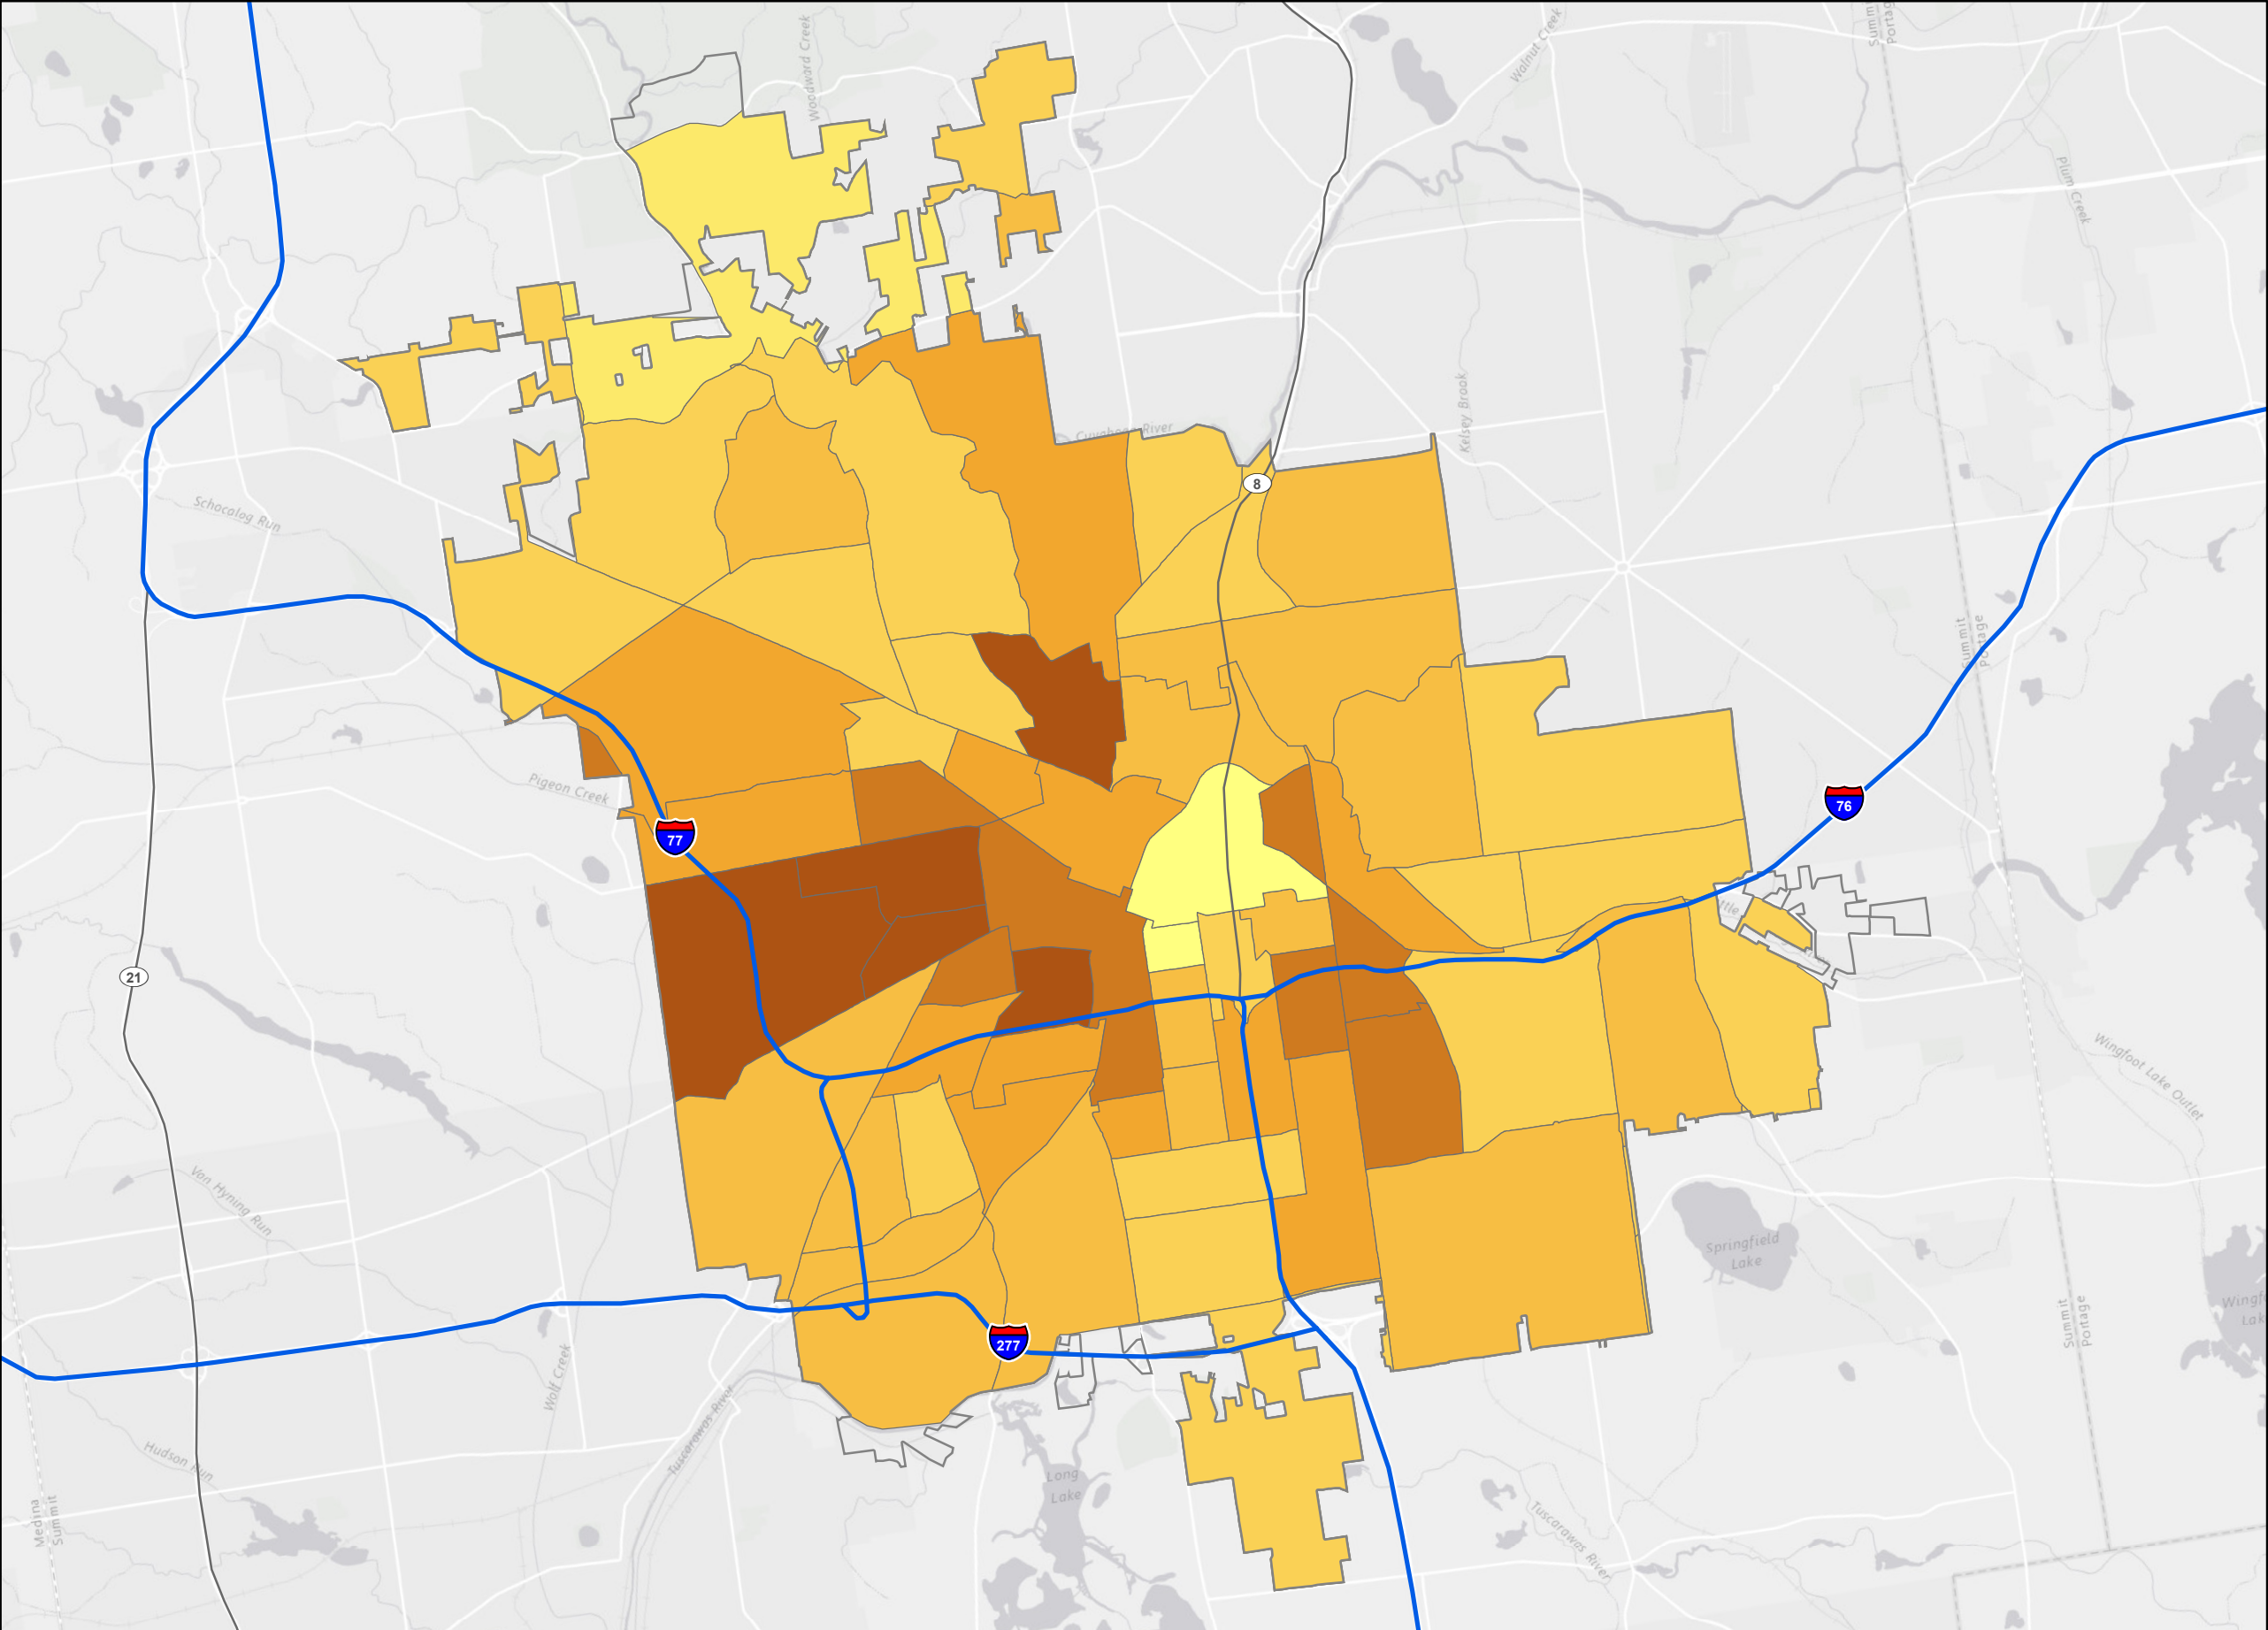 Woodward Creek
Walnut Creek
Summit
Portage
Plum Creek
Cuyahoga River
Kelsey Brook
8
Schocalog Run
Summit
Portage
Pigeon Creek
77
76
21
Wingfoot Lake Outlet
Van Hyning Run
Springfield
Lake
Summit
Portage
277
Wolf Creek
Tuscarawas River
Hudson Run
Long
Lake
Medina
Summit
Tuscarawas River